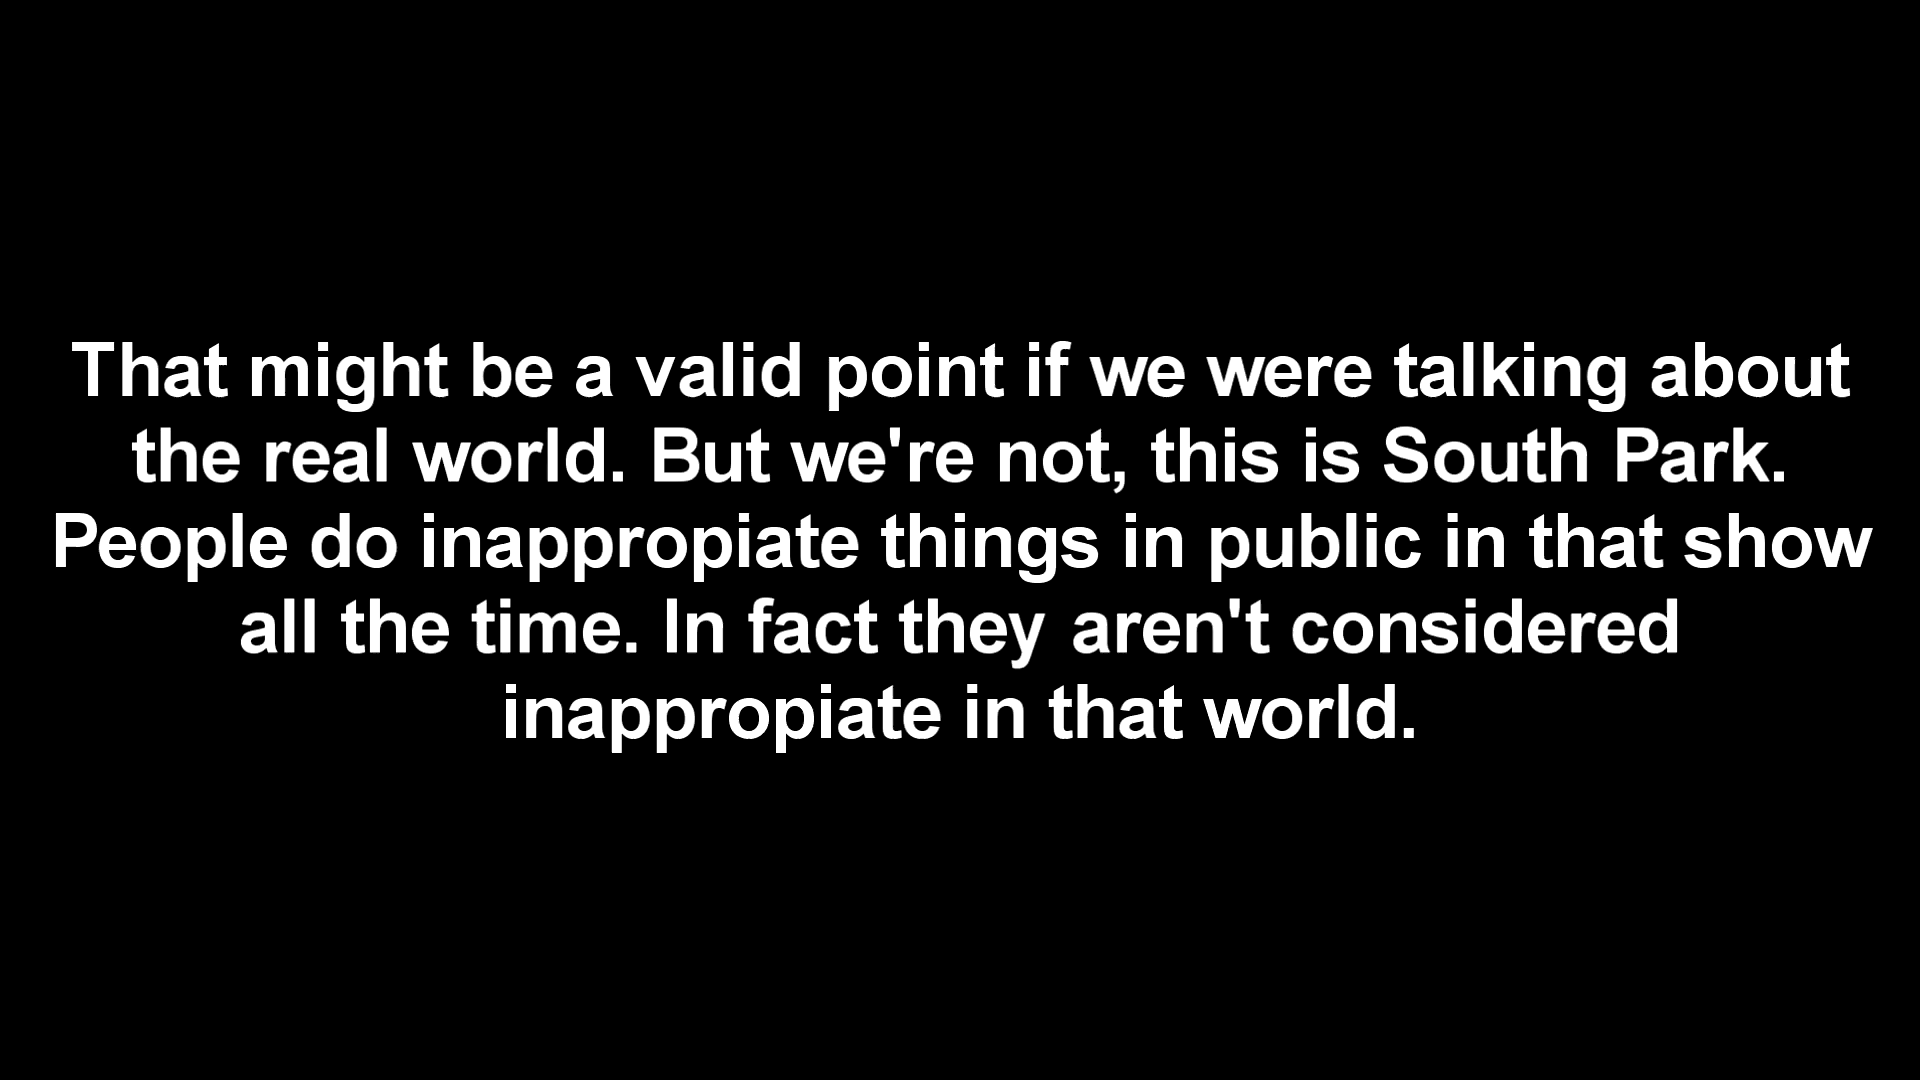 That might be a valid point if we were talking about
the real world. But we're not, this is South Park.
People do inappropiate things in public in that show
all the time. In fact they aren't considered
inappropiate in that world.